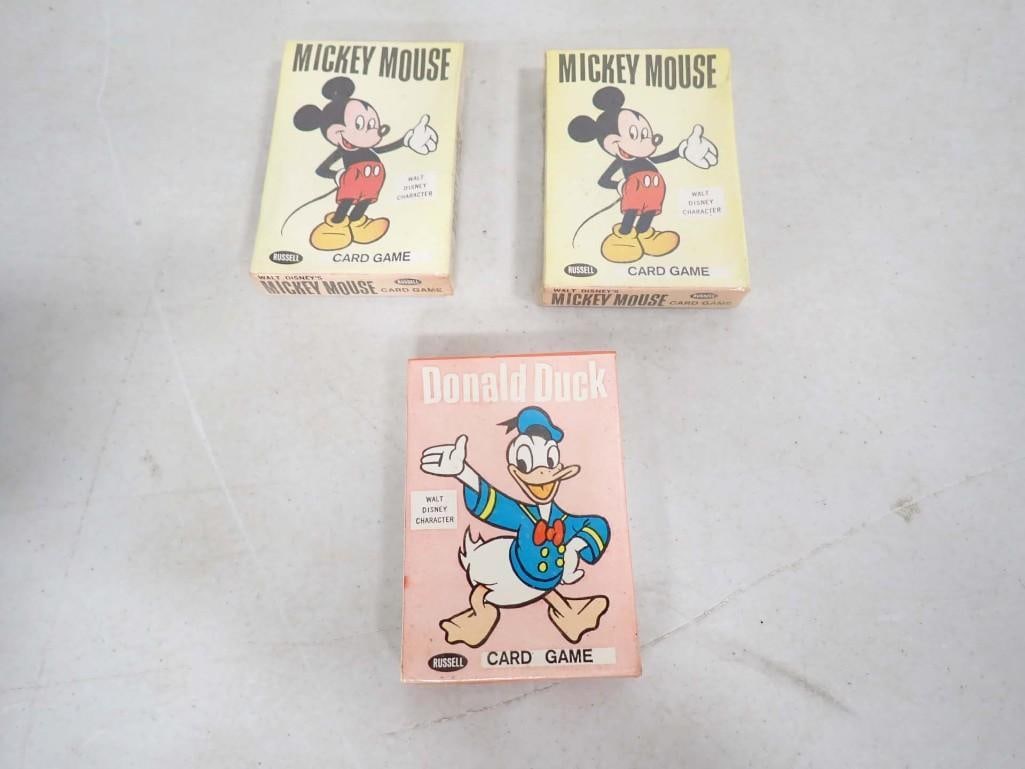 MICKEY MOUSE
WALT
DISNEY
CHARACTER
RUSSELL
CARD GAME
WALT DISNEY'S
MICKEY MOUSE CARD GAME
RUSSELL
MICKEY MOUSE
WALT
DISNEY
CHARACTER
RUSSELL
CARD GAME
WALT DISNEY'S
MICKEY MOUSE CARD GAME
RUSSELL
Donald Duck
WALT
DISNEY
CHARACTER
RUSSELL
CARD GAME